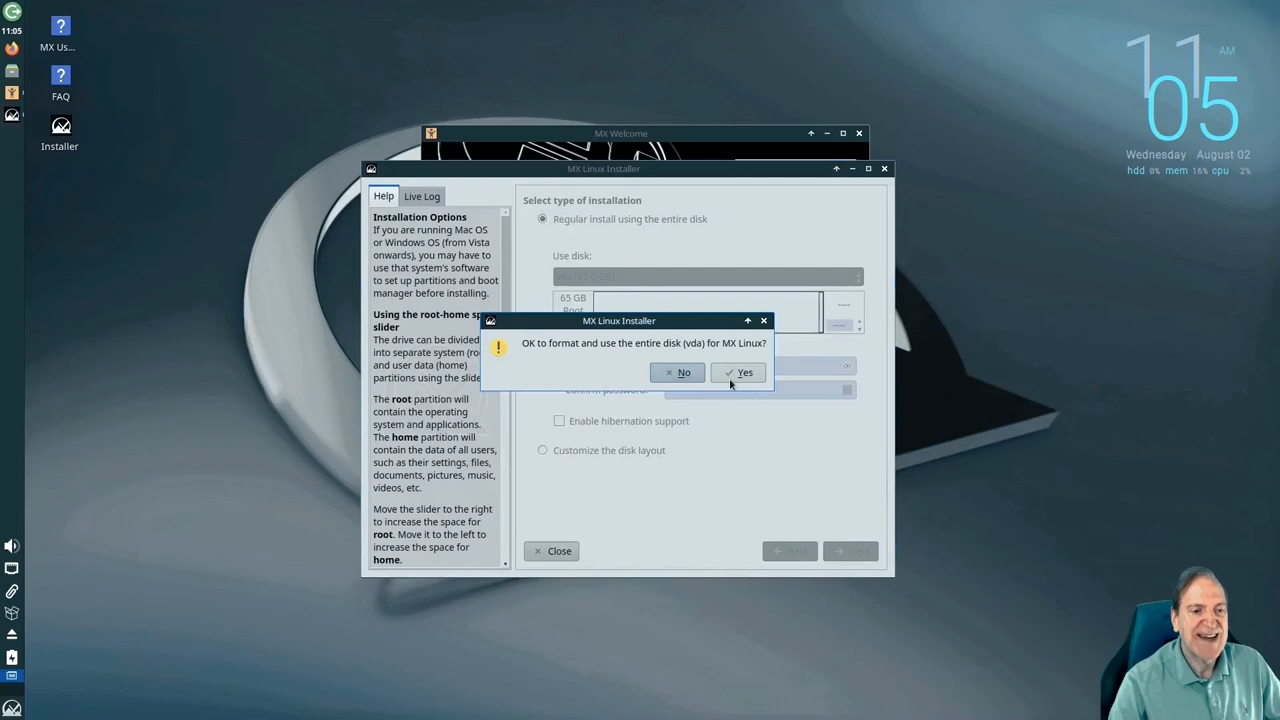 11:05
MX Us...
FAQ
Installer
11 AM
05
Wednesday August 02
hdd 0% mem 16% cpu 2%
MX Welcome
MX Linux Installer
Help
Live Log
Installation Options
If you are running Mac OS
or Windows OS (from Vista
onwards), you may have to
use that system's software
to set up partitions and boot
manager before installing.
Using the root-home sp
slider
The drive can be divided
into separate system (ro
and user data (home)
partitions using the slide
The root partition will
contain the operating
system and applications.
The home partition will
contain the data of all users,
such as their settings, files,
documents, pictures, music,
videos, etc.
Move the slider to the right
to increase the space for
root. Move it to the left to
increase the space for
home.
Select type of installation
Regular install using the entire disk
Use disk:
65 GB
Root
----
----
MX Linux Installer
OK to format and use the entire disk (vda) for MX Linux?
No
Yes
Confirm password:
Enable hibernation support
Customize the disk layout
Close
Back
Next